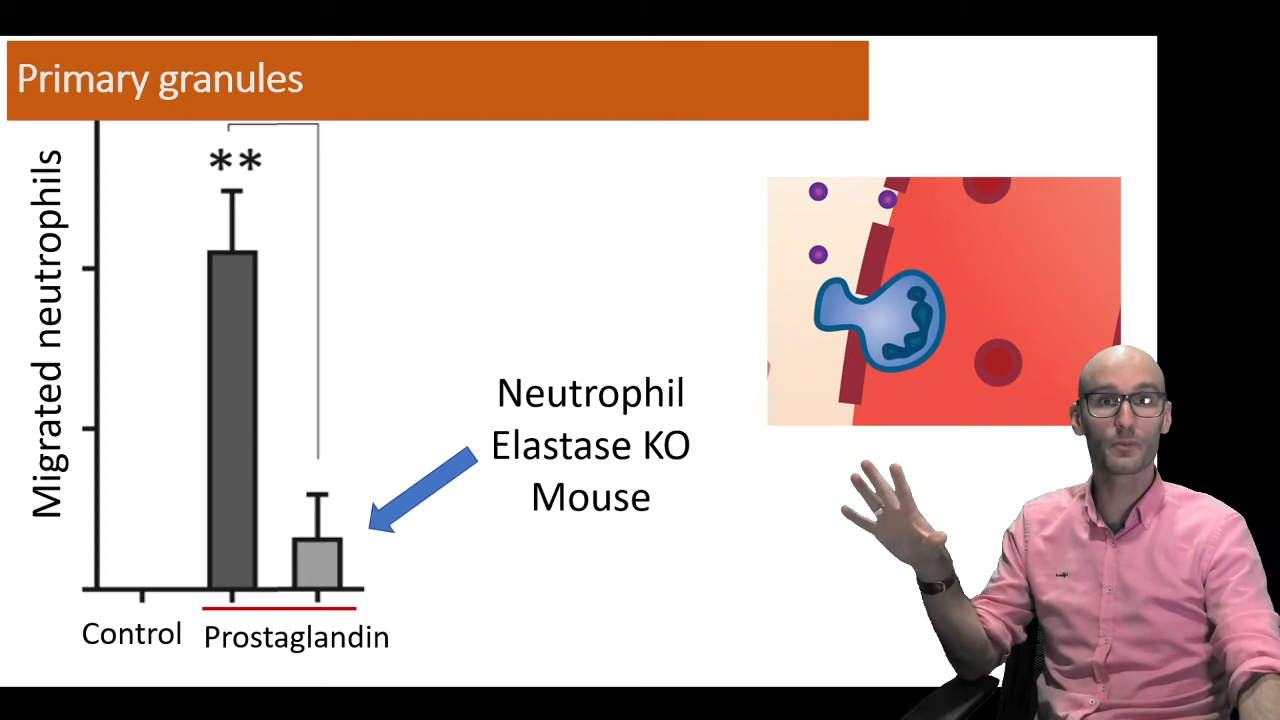 Primary granules
Migrated neutrophils
**
Neutrophil
Elastase KO
Mouse
Control
Prostaglandin